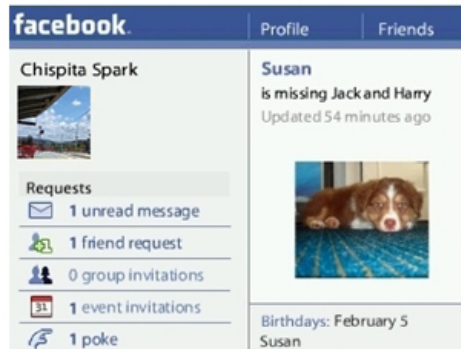 facebook.
Profile
Friends
Chispita Spark
Requests
1 unread message
1 friend request
0 group invitations
31
1 event invitations
1 poke
Susan
is missing Jack and Harry
Updated 54 minutes ago
Birthdays: February 5
Susan